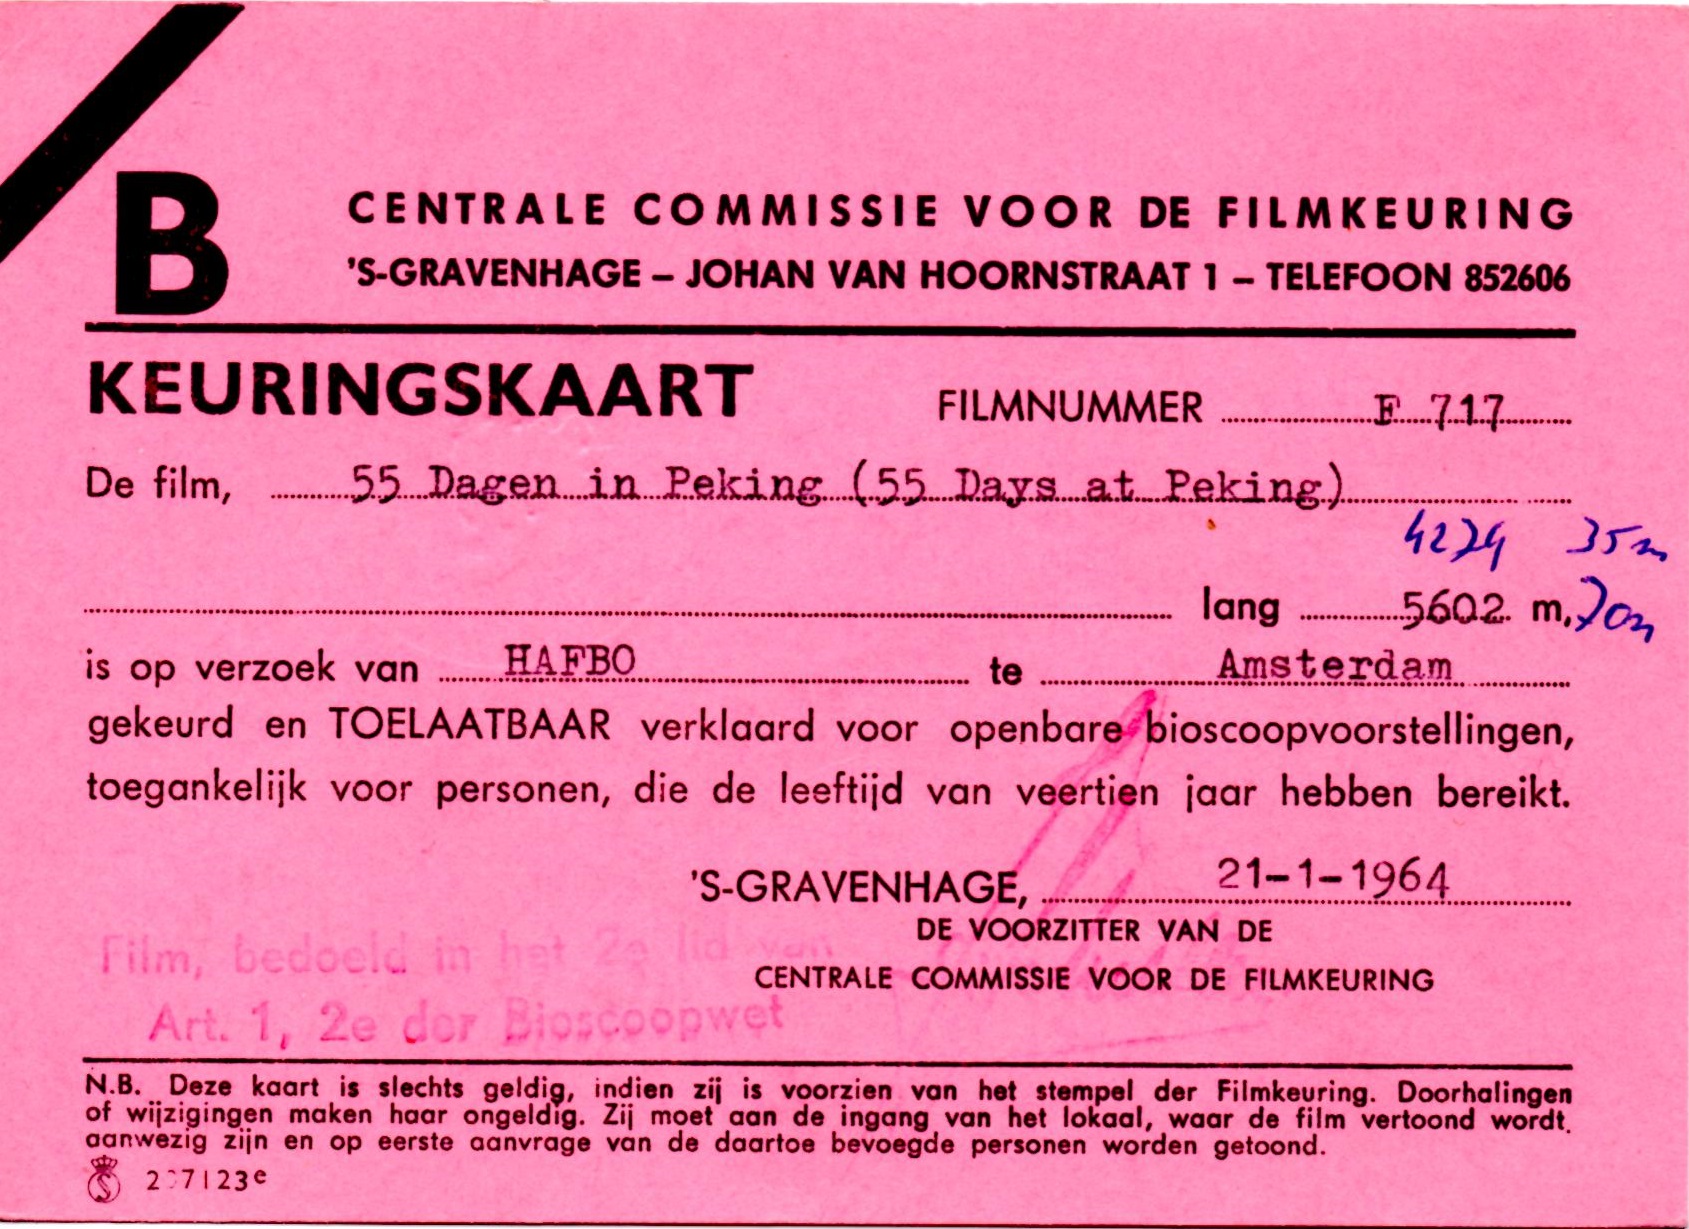 B
CENTRALE COMMISSIE VOOR DE FILMKEURING
'S-GRAVENHAGE – JOHAN VAN HOORNSTRAAT 1 – TELEFOON 852606
KEURINGSKAART FILMNUMMER F 717
De film, 55 Dagen in Peking (55 Days at Peking)
4274 35m
lang 5602 m, 70m
is op verzoek van HAFBO te Amsterdam
gekeurd en TOELAATBAAR verklaard voor openbare bioscoopvoorstellingen,
toegankelijk voor personen, die de leeftijd van veertien jaar hebben bereikt.
'S-GRAVENHAGE, 21-1-1964
DE VOORZITTER VAN DE
CENTRALE COMMISSIE VOOR DE FILMKEURING
Film, bedoeld in het 2e lid van
Art. 1, 2e der Bioscoopwet
N.B. Deze kaart is slechts geldig, indien zij is voorzien van het stempel der Filmkeuring. Doorhalingen
of wijzigingen maken haar ongeldig. Zij moet aan de ingang van het lokaal, waar de film vertoond wordt.
aanwezig zijn en op eerste aanvrage van de daartoe bevoegde personen worden getoond.